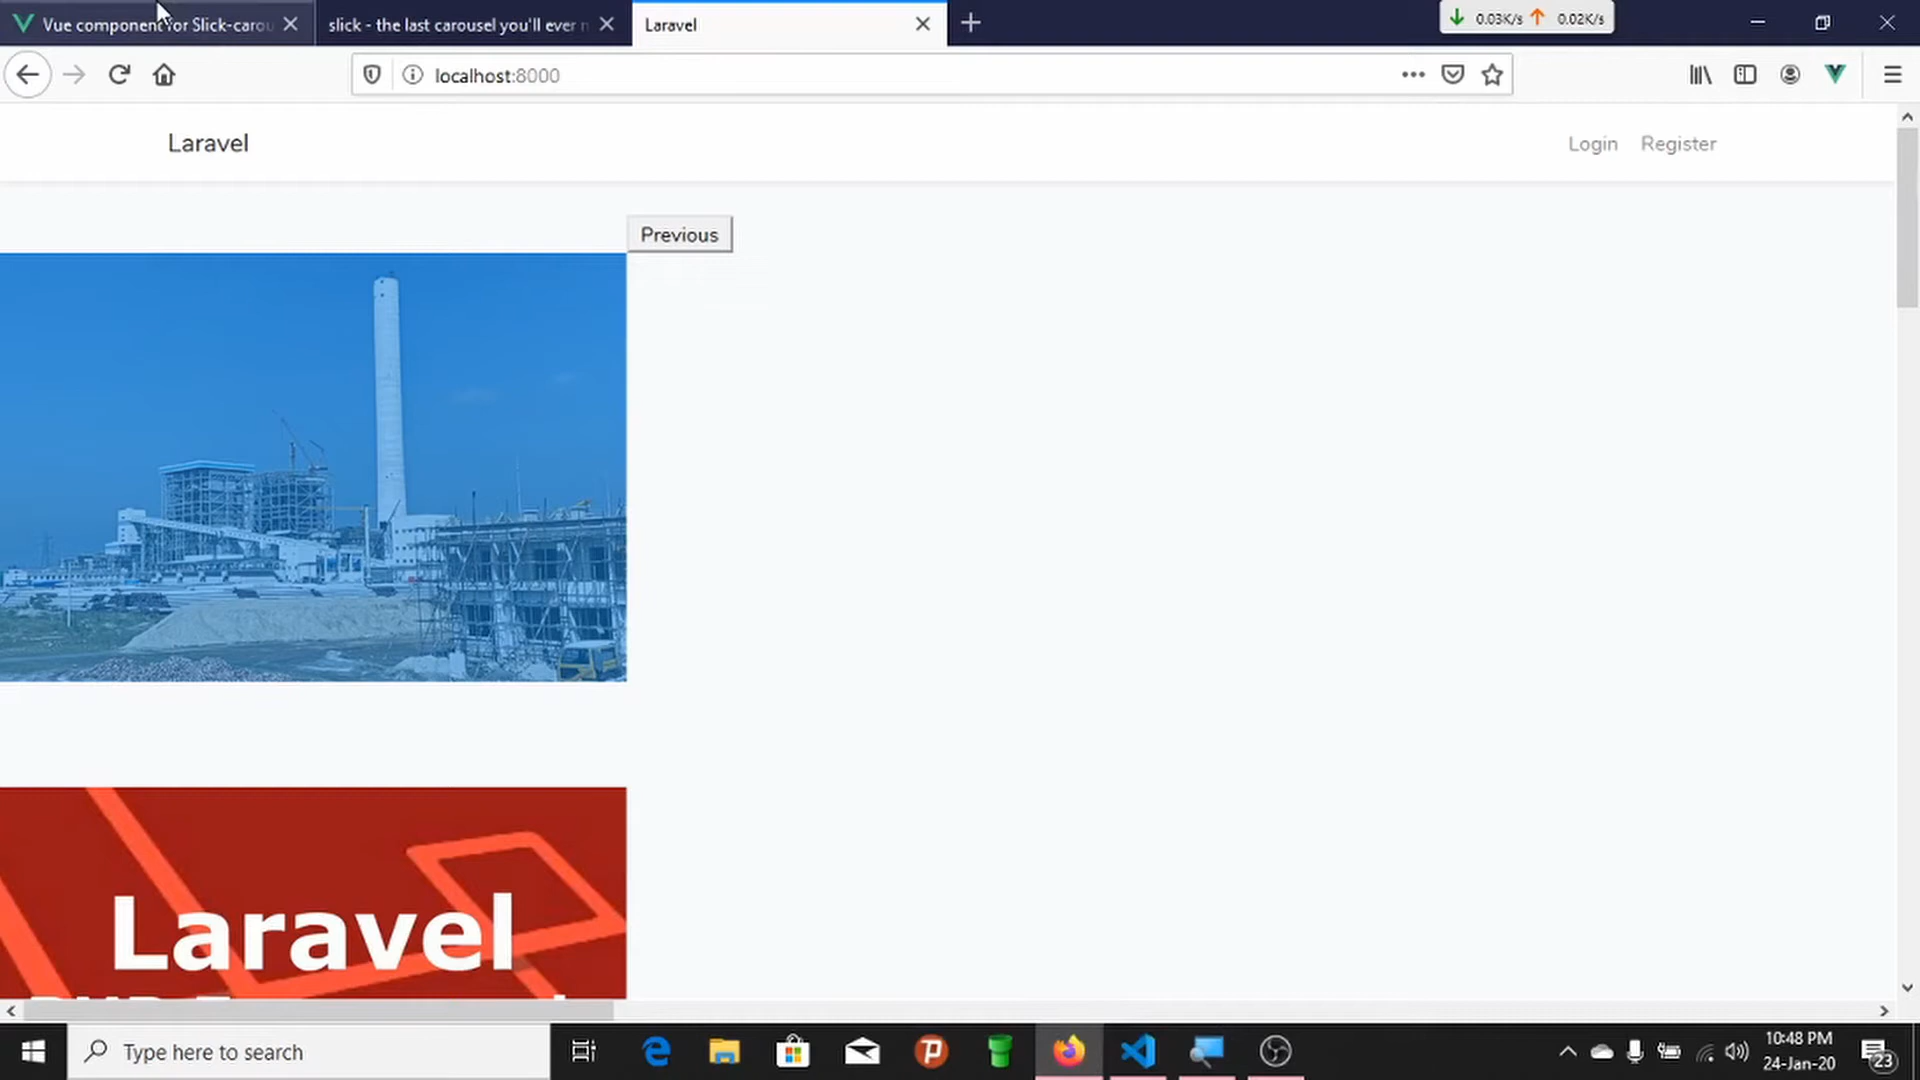 Vue component for Slick-carou
slick - the last carousel you'll ever n
Laravel
0.03K/s
0.02K/s
localhost:8000
Laravel
Login
Register
Previous
Laravel
Type here to search
10:48 PM
24-Jan-20
23